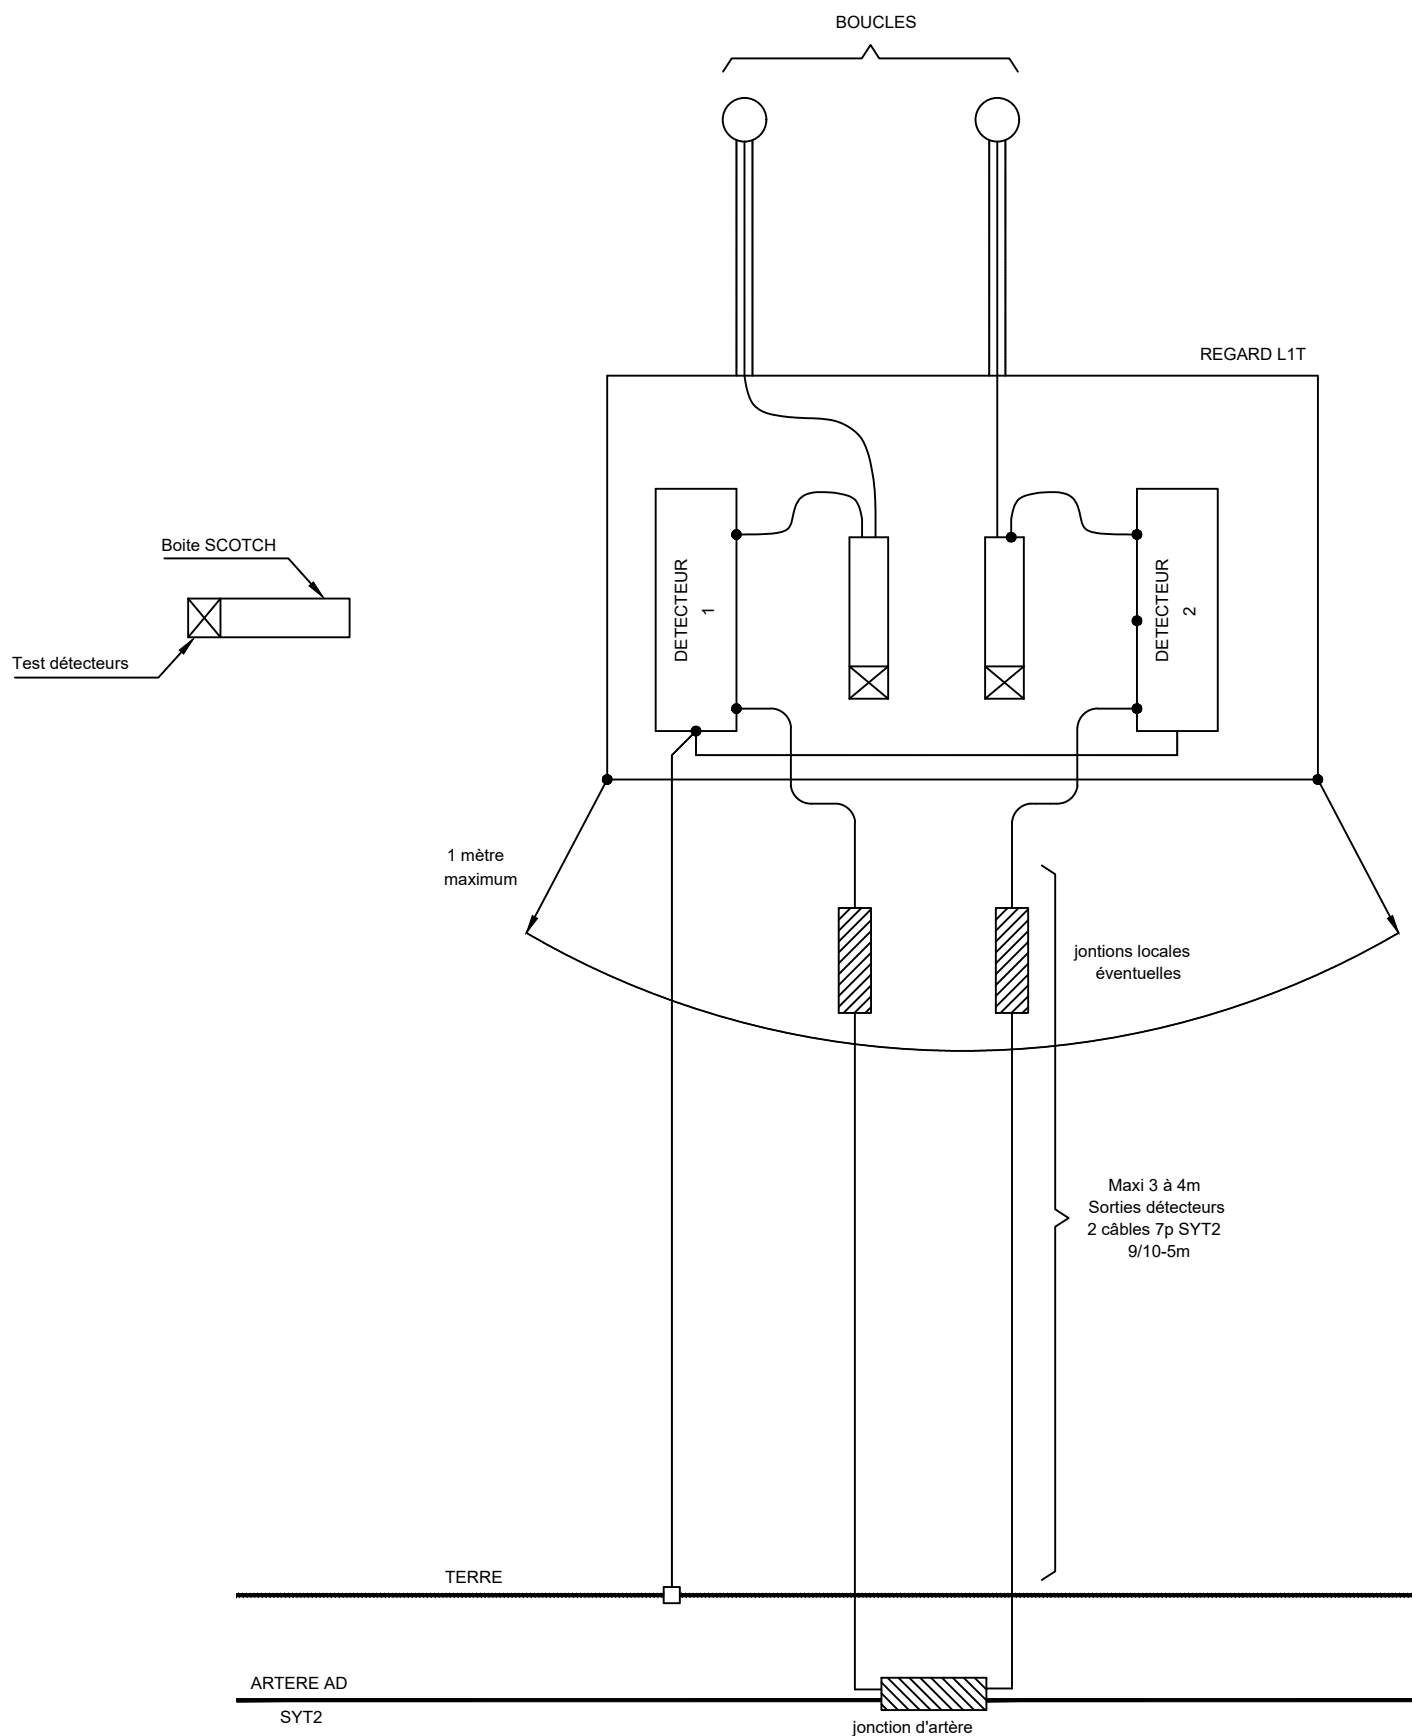 BOUCLES
REGARD L1T
Boite SCOTCH
Test détecteurs
DETECTEUR
1
DETECTEUR
2
1 mètre
maximum
jontions locales
éventuelles
Maxi 3 à 4m
Sorties détecteurs
2 câbles 7p SYT2
9/10-5m
TERRE
ARTERE AD
SYT2
jonction d'artère